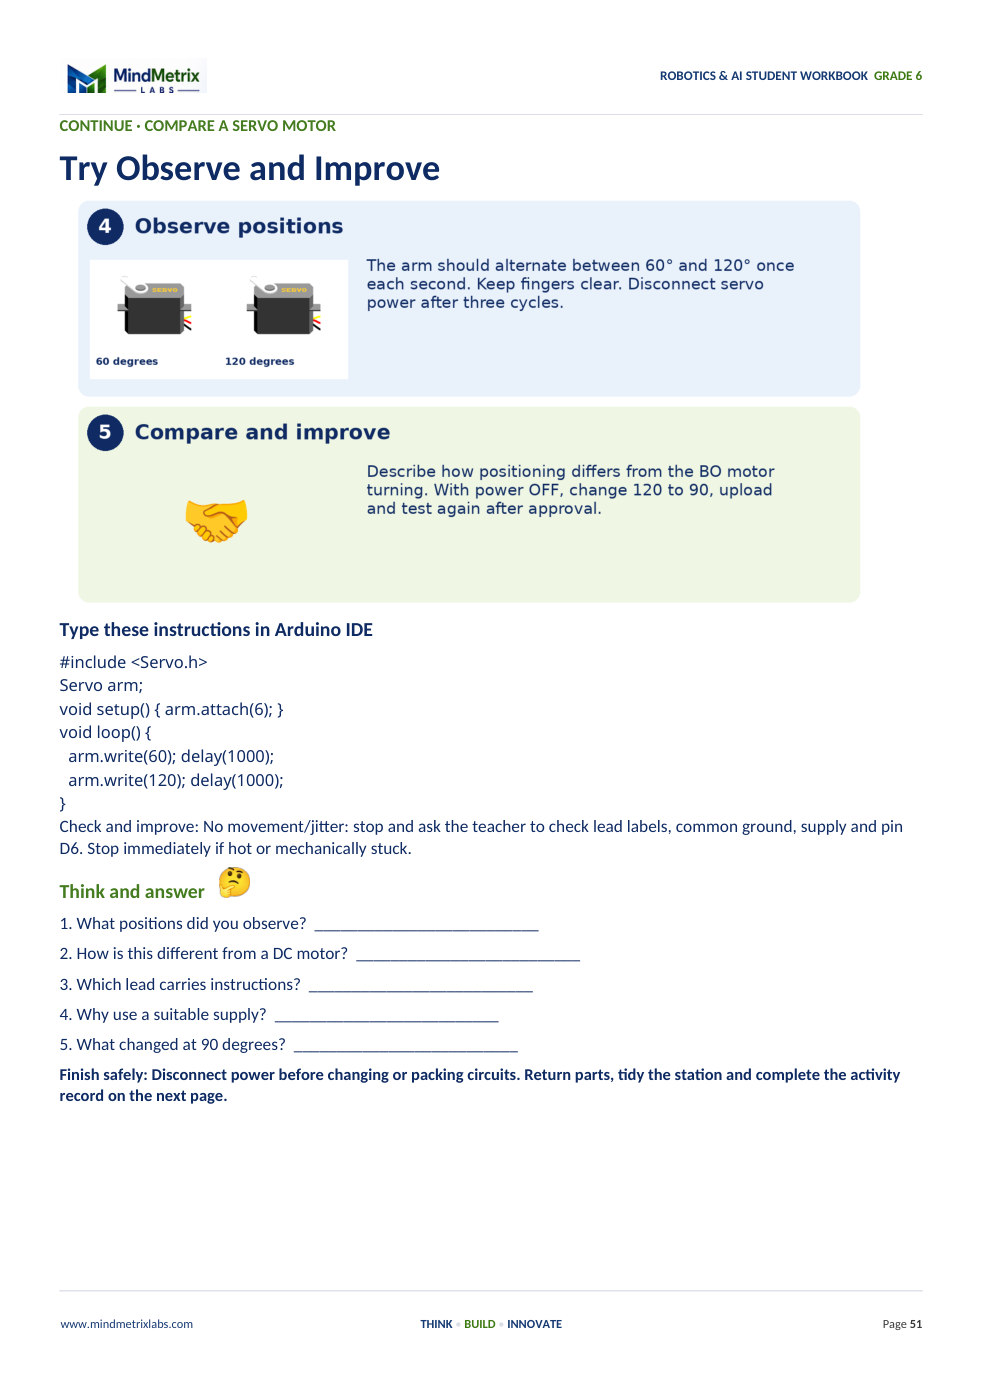 MindMetrix
LABS
ROBOTICS & AI STUDENT WORKBOOK GRADE 6
CONTINUE · COMPARE A SERVO MOTOR
Try Observe and Improve
4 Observe positions
SERVO SERVO
60 degrees 120 degrees
The arm should alternate between 60° and 120° once
each second. Keep fingers clear. Disconnect servo
power after three cycles.
5 Compare and improve
Describe how positioning differs from the BO motor
turning. With power OFF, change 120 to 90, upload
and test again after approval.
Type these instructions in Arduino IDE
#include <Servo.h>
Servo arm;
void setup() { arm.attach(6); }
void loop() {
  arm.write(60); delay(1000);
  arm.write(120); delay(1000);
}
Check and improve: No movement/jitter: stop and ask the teacher to check lead labels, common ground, supply and pin
D6. Stop immediately if hot or mechanically stuck.
Think and answer 🤔
1. What positions did you observe? ___________________________
2. How is this different from a DC motor? ___________________________
3. Which lead carries instructions? ___________________________
4. Why use a suitable supply? ___________________________
5. What changed at 90 degrees? ___________________________
Finish safely: Disconnect power before changing or packing circuits. Return parts, tidy the station and complete the activity
record on the next page.
www.mindmetrixlabs.com
THINK • BUILD • INNOVATE
Page 51